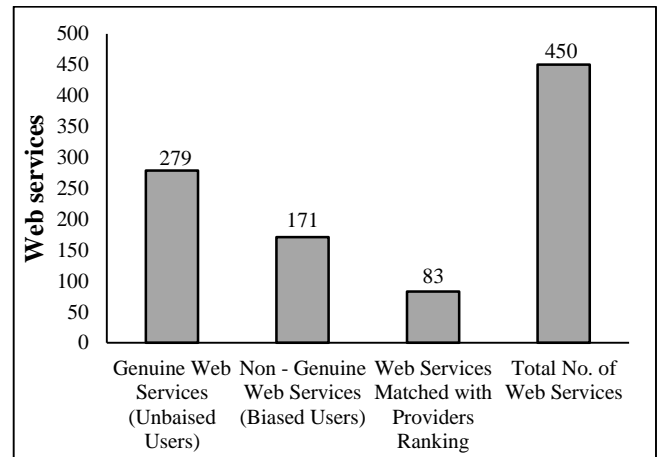 Web services
500
450
400
350
300
250
200
150
100
50
0
279
171
83
450
Genuine Web
Services
(Unbaised
Users)
Non - Genuine
Web Services
(Biased Users)
Web Services
Matched with
Providers
Ranking
Total No. of
Web Services